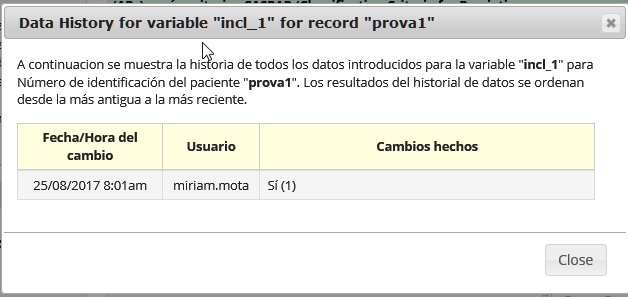 Data History for variable "incl_1" for record "prova1"
A continuacion se muestra la historia de todos los datos introducidos para la variable "incl_1" para
Número de identificación del paciente "prova1". Los resultados del historial de datos se ordenan
desde la más antigua a la más reciente.
Fecha/Hora del
cambio
Usuario
Cambios hechos
25/08/2017 8:01am
miriam.mota
Sí (1)
Close